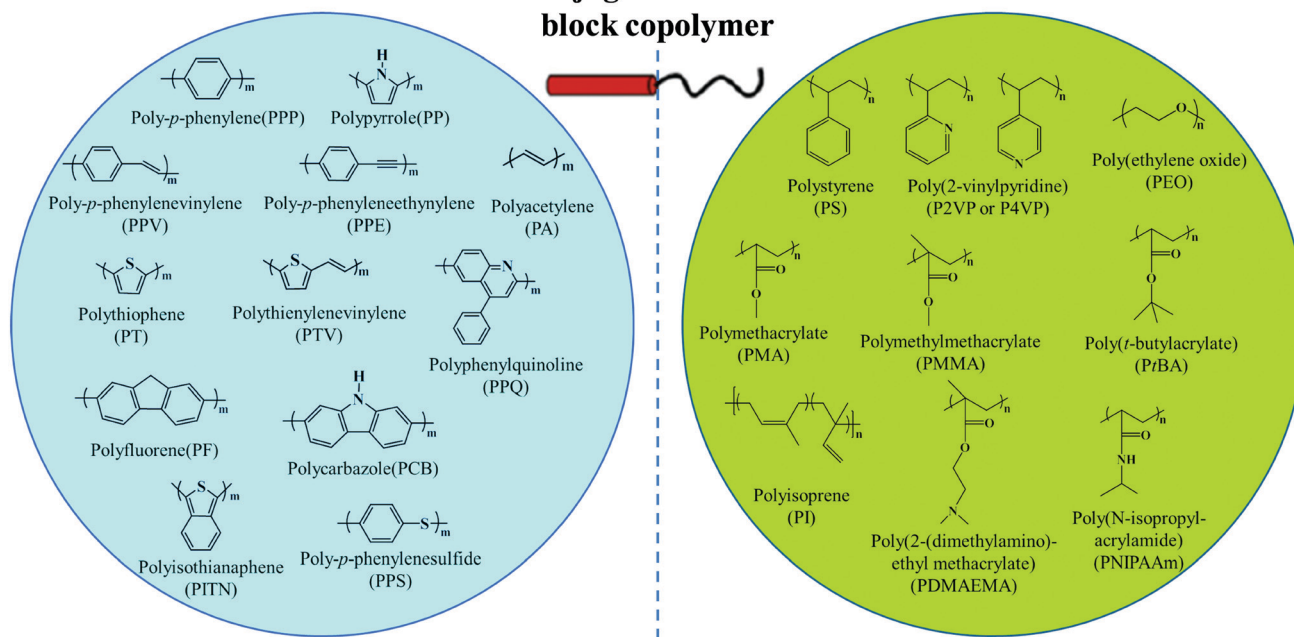 block copolymer
H
N
m
m
Poly-p-phenylene(PPP)
Polypyrrole(PP)
m
m
m
Poly-p-phenylenevinylene
(PPV)
Poly-p-phenyleneethynylene
(PPE)
Polyacetylene
(PA)
S
m
S
m
N
m
Polythiophene
(PT)
Polythienylenevinylene
(PTV)
Polyphenylquinoline
(PPQ)
m
H
N
m
Polyfluorene(PF)
Polycarbazole(PCB)
S
m
S
m
Polyisothianaphene
(PITN)
Poly-p-phenylenesulfide
(PPS)
n
n
N
n
N
O
n
Polystyrene
(PS)
Poly(2-vinylpyridine)
(P2VP or P4VP)
Poly(ethylene oxide)
(PEO)
n
O
O
n
O
O
n
O
O
Polymethacrylate
(PMA)
Polymethylmethacrylate
(PMMA)
Poly(t-butylacrylate)
(PtBA)
n
n
O
O
N
n
O
NH
Polyisoprene
(PI)
Poly(2-(dimethylamino)-
ethyl methacrylate)
(PDMAEMA)
Poly(N-isopropyl-
acrylamide)
(PNIPAAm)